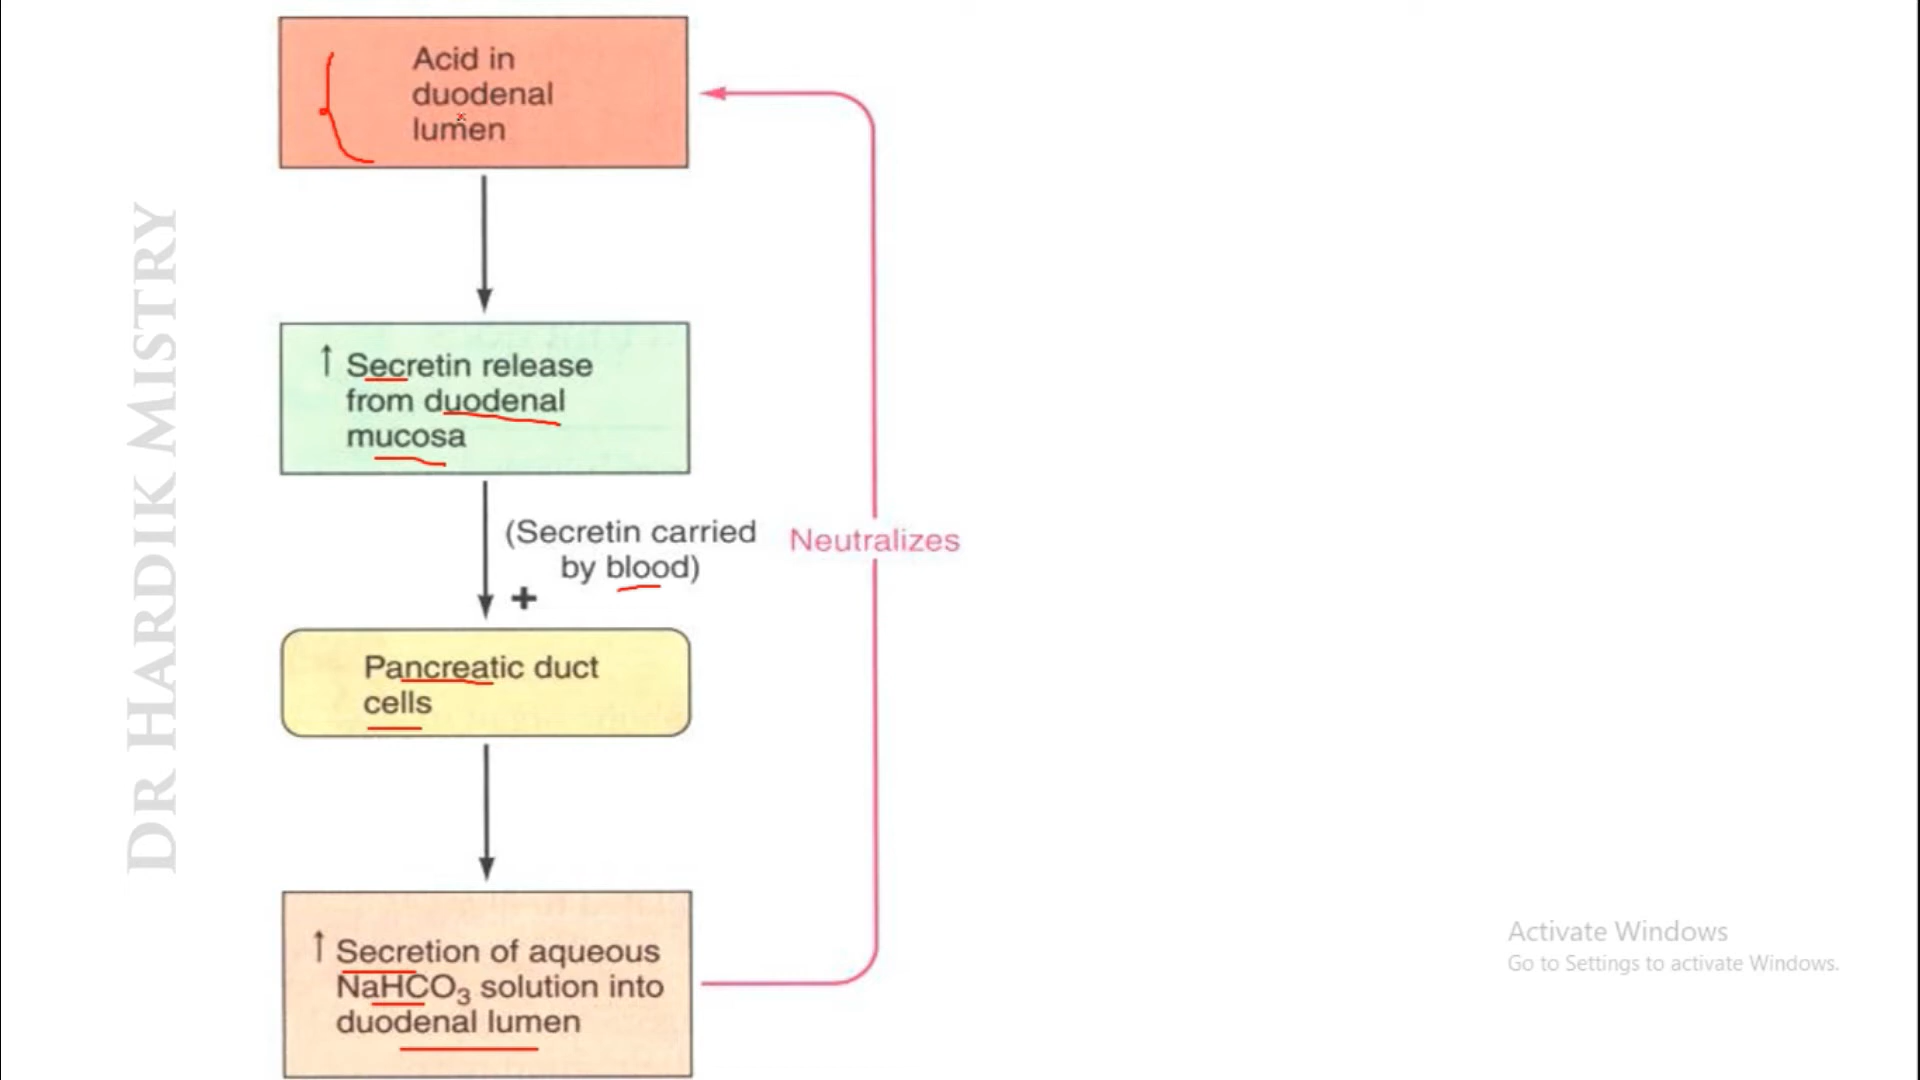 Acid in
duodenal
lumen
↑ Secretin release
from duodenal
mucosa
(Secretin carried
by blood)
+
Neutralizes
Pancreatic duct
cells
↑ Secretion of aqueous
NaHCO₃ solution into
duodenal lumen
DR HARDIK MISTRY
Activate Windows
Go to Settings to activate Windows.